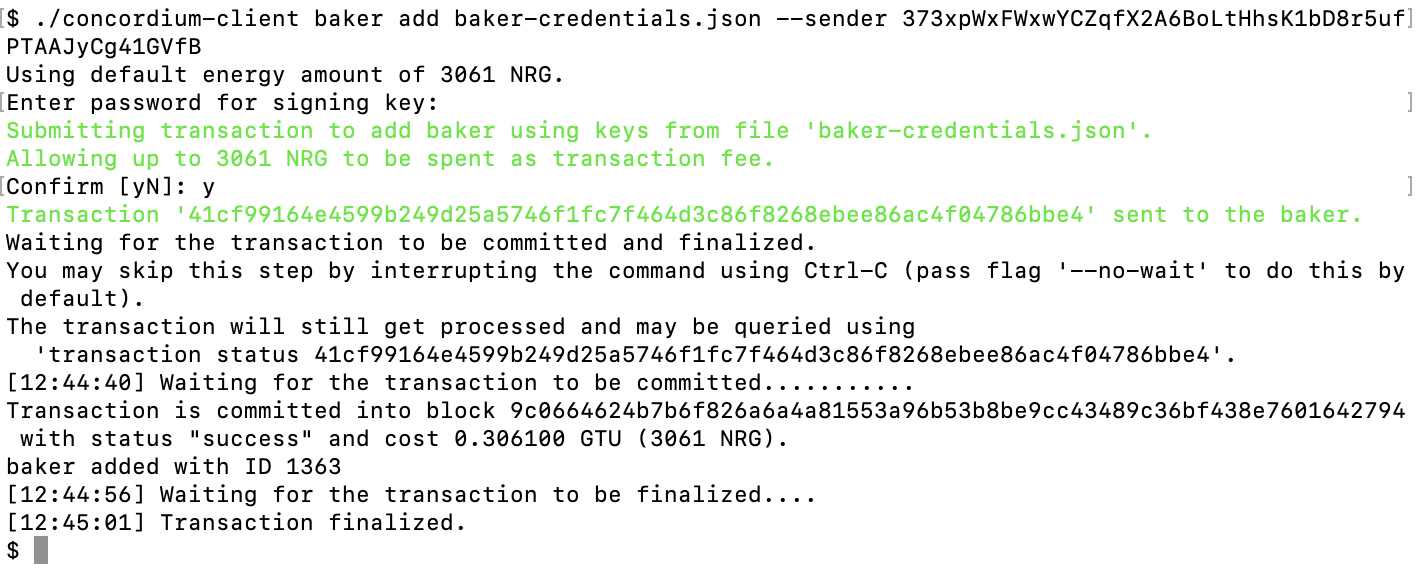 $ ./concordium-client baker add baker-credentials.json --sender 373xpWxFWxwYCZqfX2A6BoLtHhsK1bD8r5uf
PTAAJyCg41GVfB
Using default energy amount of 3061 NRG.
Enter password for signing key:
Submitting transaction to add baker using keys from file 'baker-credentials.json'.
Allowing up to 3061 NRG to be spent as transaction fee.
Confirm [yN]: y
Transaction '41cf99164e4599b249d25a5746f1fc7f464d3c86f8268ebee86ac4f04786bbe4' sent to the baker.
Waiting for the transaction to be committed and finalized.
You may skip this step by interrupting the command using Ctrl-C (pass flag '--no-wait' to do this by
 default).
The transaction will still get processed and may be queried using
  'transaction status 41cf99164e4599b249d25a5746f1fc7f464d3c86f8268ebee86ac4f04786bbe4'.
[12:44:40] Waiting for the transaction to be committed...........
Transaction is committed into block 9c0664624b7b6f826a6a4a81553a96b53b8be9cc43489c36bf438e7601642794
 with status "success" and cost 0.306100 GTU (3061 NRG).
baker added with ID 1363
[12:44:56] Waiting for the transaction to be finalized....
[12:45:01] Transaction finalized.
$